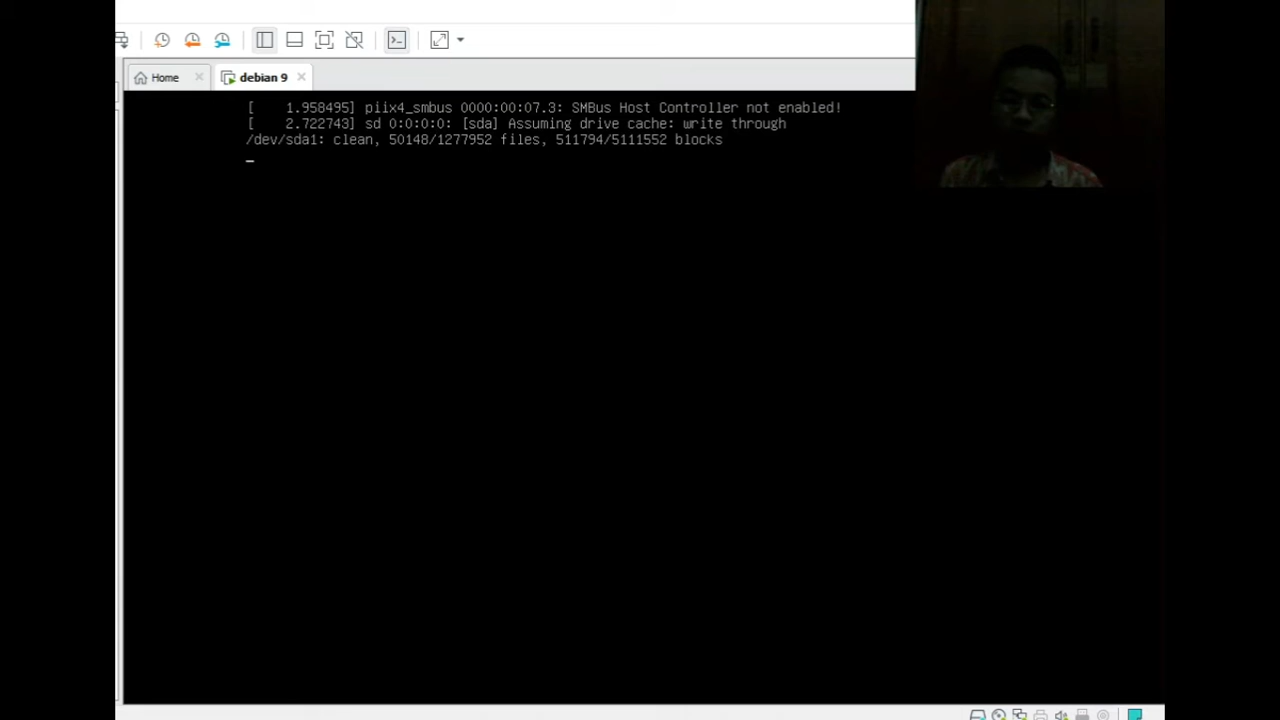 Home
debian 9
[    1.958495] piix4_smbus 0000:00:07.3: SMBus Host Controller not enabled!
[    2.722743] sd 0:0:0:0: [sda] Assuming drive cache: write through
/dev/sda1: clean, 50148/1277952 files, 511794/5111552 blocks